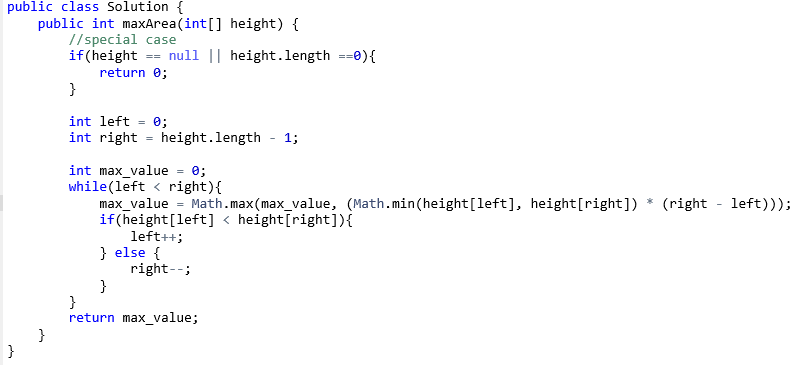 public class Solution {
    public int maxArea(int[] height) {
        //special case
        if(height == null || height.length ==0){
            return 0;
        }

        int left = 0;
        int right = height.length - 1;

        int max_value = 0;
        while(left < right){
            max_value = Math.max(max_value, (Math.min(height[left], height[right]) * (right - left)));
            if(height[left] < height[right]){
                left++;
            } else {
                right--;
            }
        }
        return max_value;
    }
}